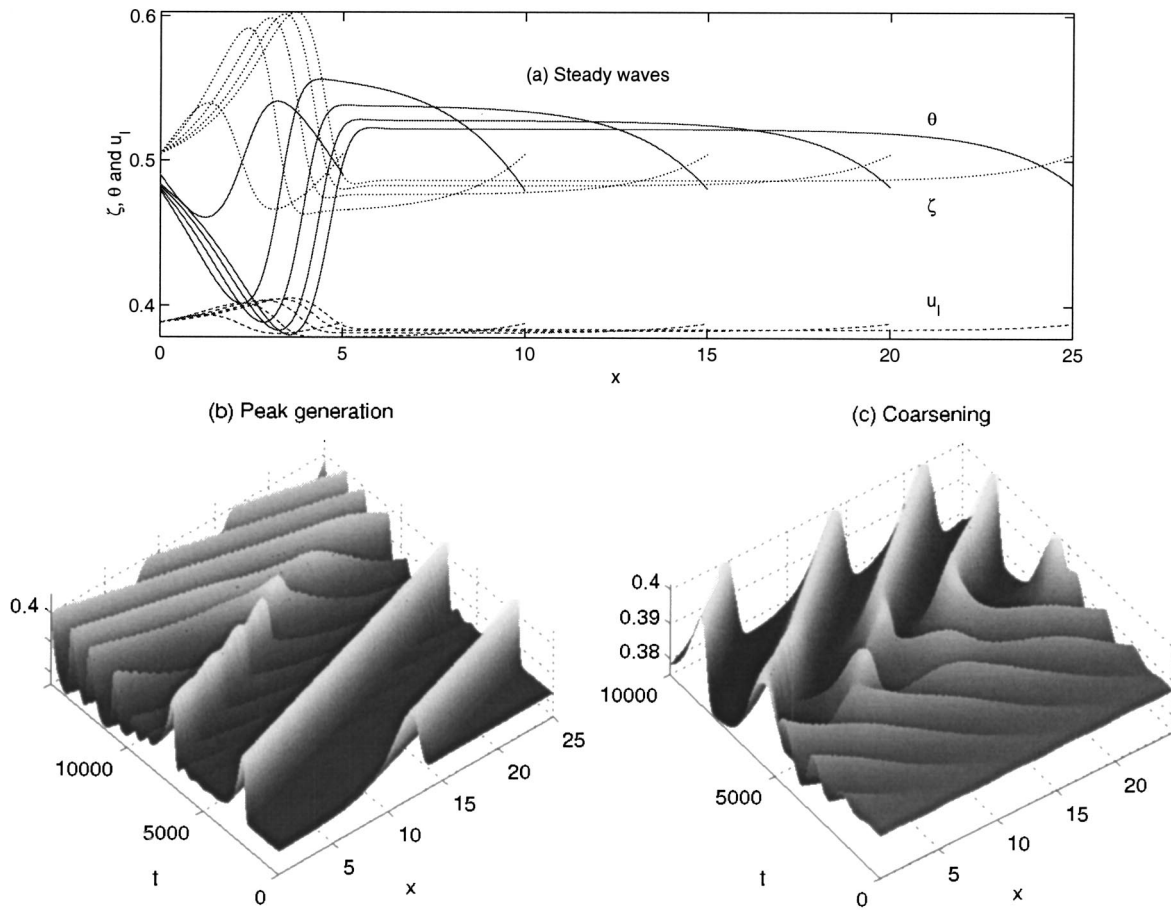 0.6
(a) Steady waves
θ
0.5
ζ, θ and u_l
ζ
0.4
u_l
0 5 10 15 20 25
x
(b) Peak generation
(c) Coarsening
0.4
0.4
0.39
0.38
10000
10000
25
20
20
15
15
5000
5000
10
10
5
5
t
0
x
t
0
x